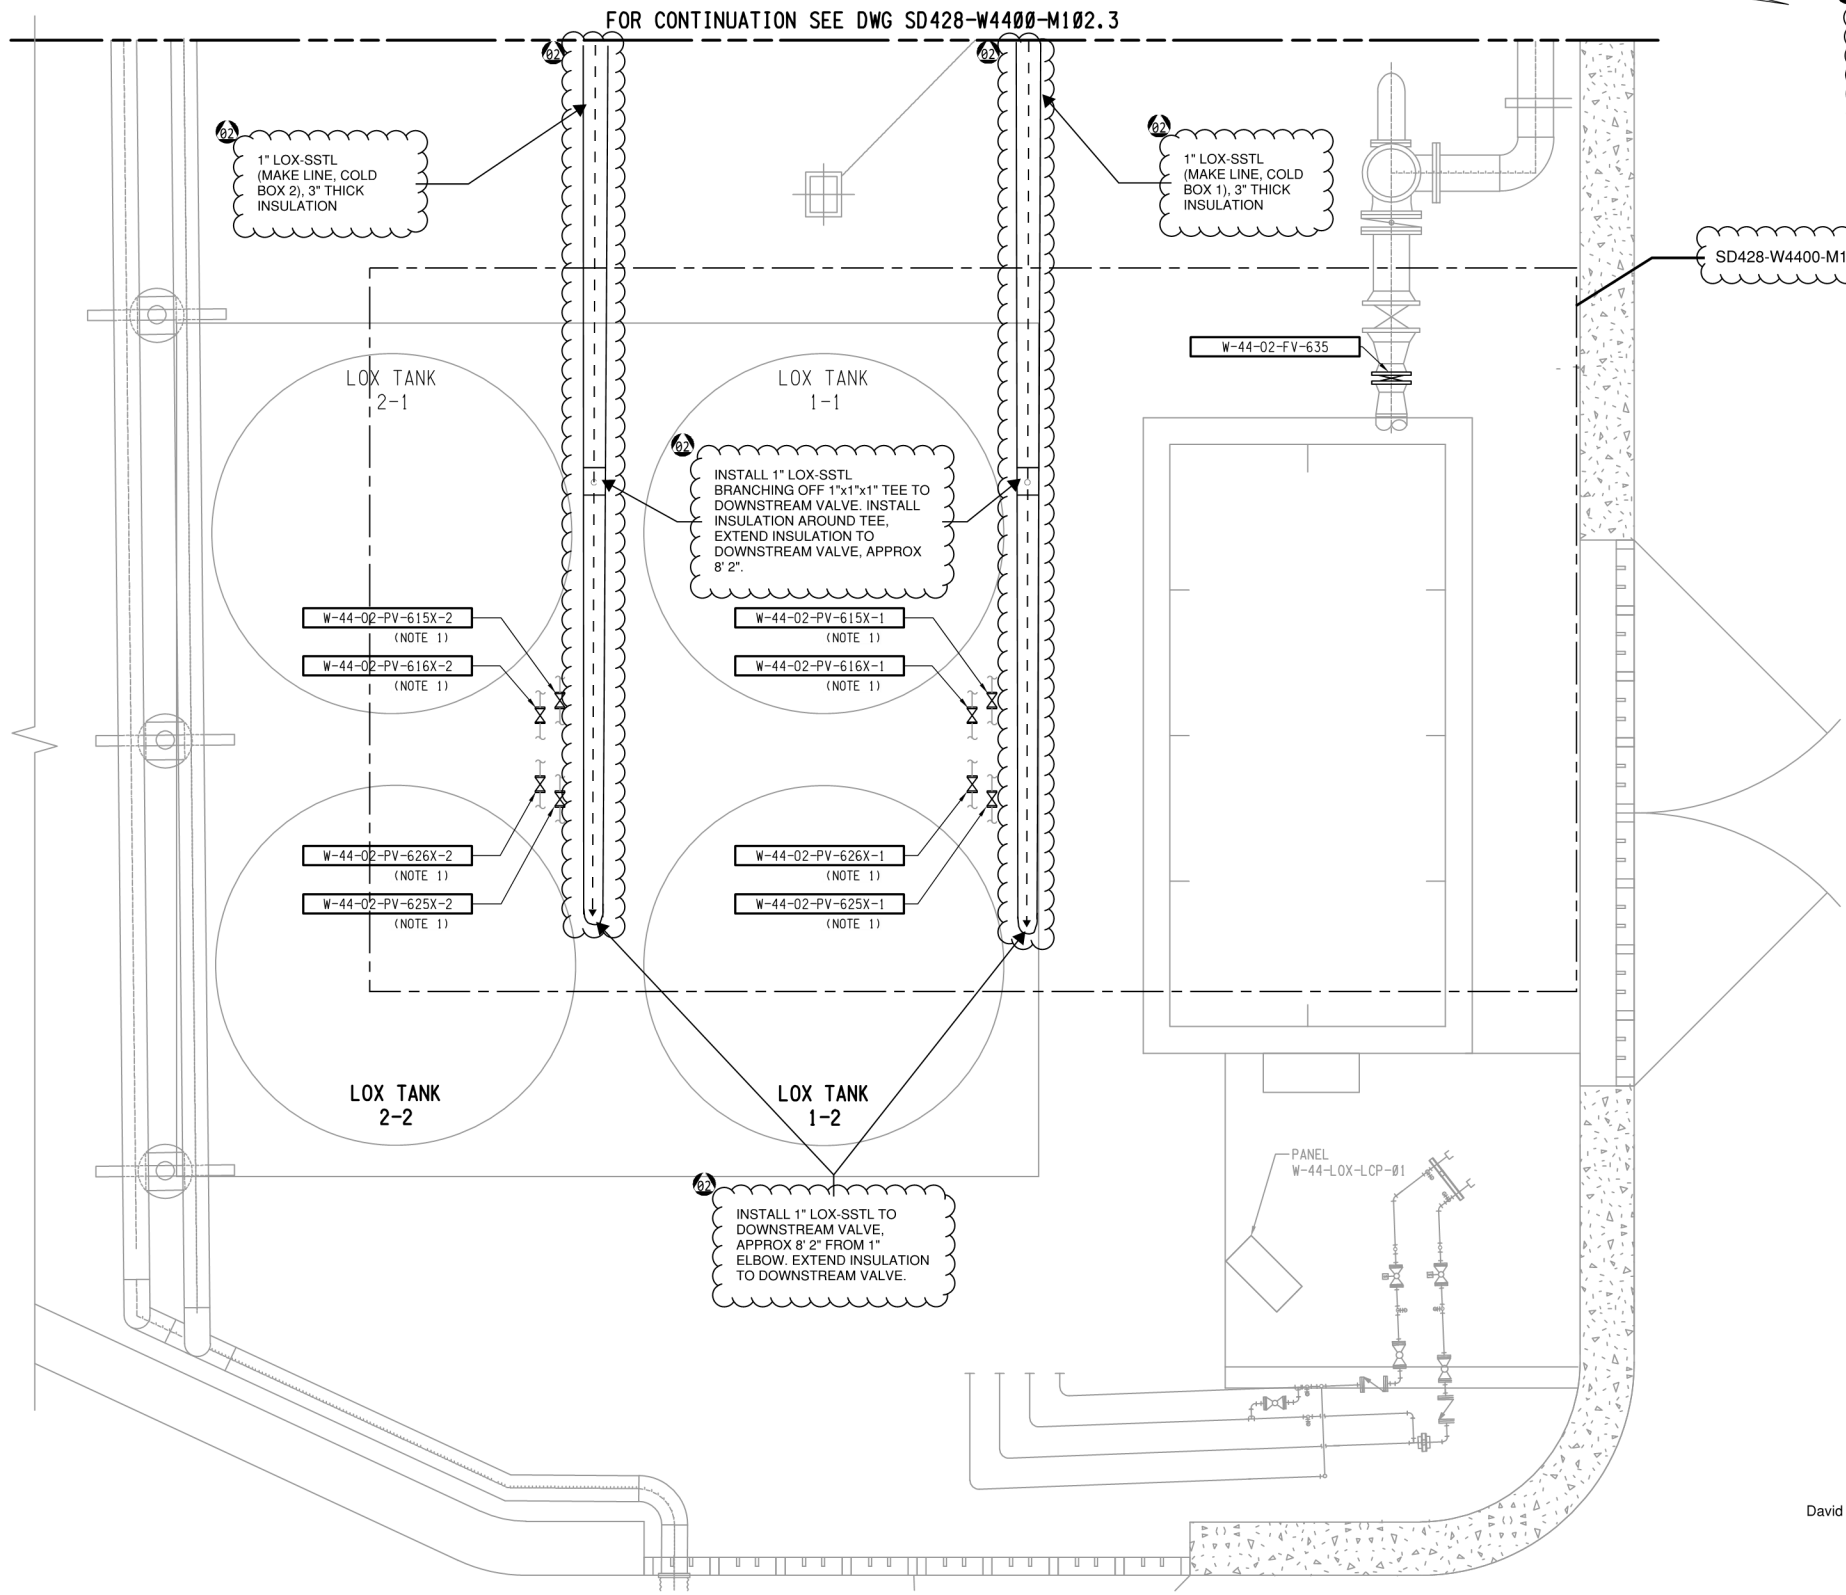 FOR CONTINUATION SEE DWG SD428-W4400-M102.3
02
02
02
1" LOX-SSTL
(MAKE LINE, COLD
BOX 2), 3" THICK
INSULATION
02
1" LOX-SSTL
(MAKE LINE, COLD
BOX 1), 3" THICK
INSULATION
SD428-W4400-M1
W-44-02-FV-635
LOX TANK
2-1
LOX TANK
1-1
02
INSTALL 1" LOX-SSTL
BRANCHING OFF 1"x1"x1" TEE TO
DOWNSTREAM VALVE. INSTALL
INSULATION AROUND TEE,
EXTEND INSULATION TO
DOWNSTREAM VALVE, APPROX
8' 2".
W-44-02-PV-615X-2
(NOTE 1)
W-44-02-PV-616X-2
(NOTE 1)
W-44-02-PV-615X-1
(NOTE 1)
W-44-02-PV-616X-1
(NOTE 1)
W-44-02-PV-626X-2
(NOTE 1)
W-44-02-PV-625X-2
(NOTE 1)
W-44-02-PV-626X-1
(NOTE 1)
W-44-02-PV-625X-1
(NOTE 1)
LOX TANK
2-2
LOX TANK
1-2
02
INSTALL 1" LOX-SSTL TO
DOWNSTREAM VALVE,
APPROX 8' 2" FROM 1"
ELBOW. EXTEND INSULATION
TO DOWNSTREAM VALVE.
PANEL
W-44-LOX-LCP-01
David